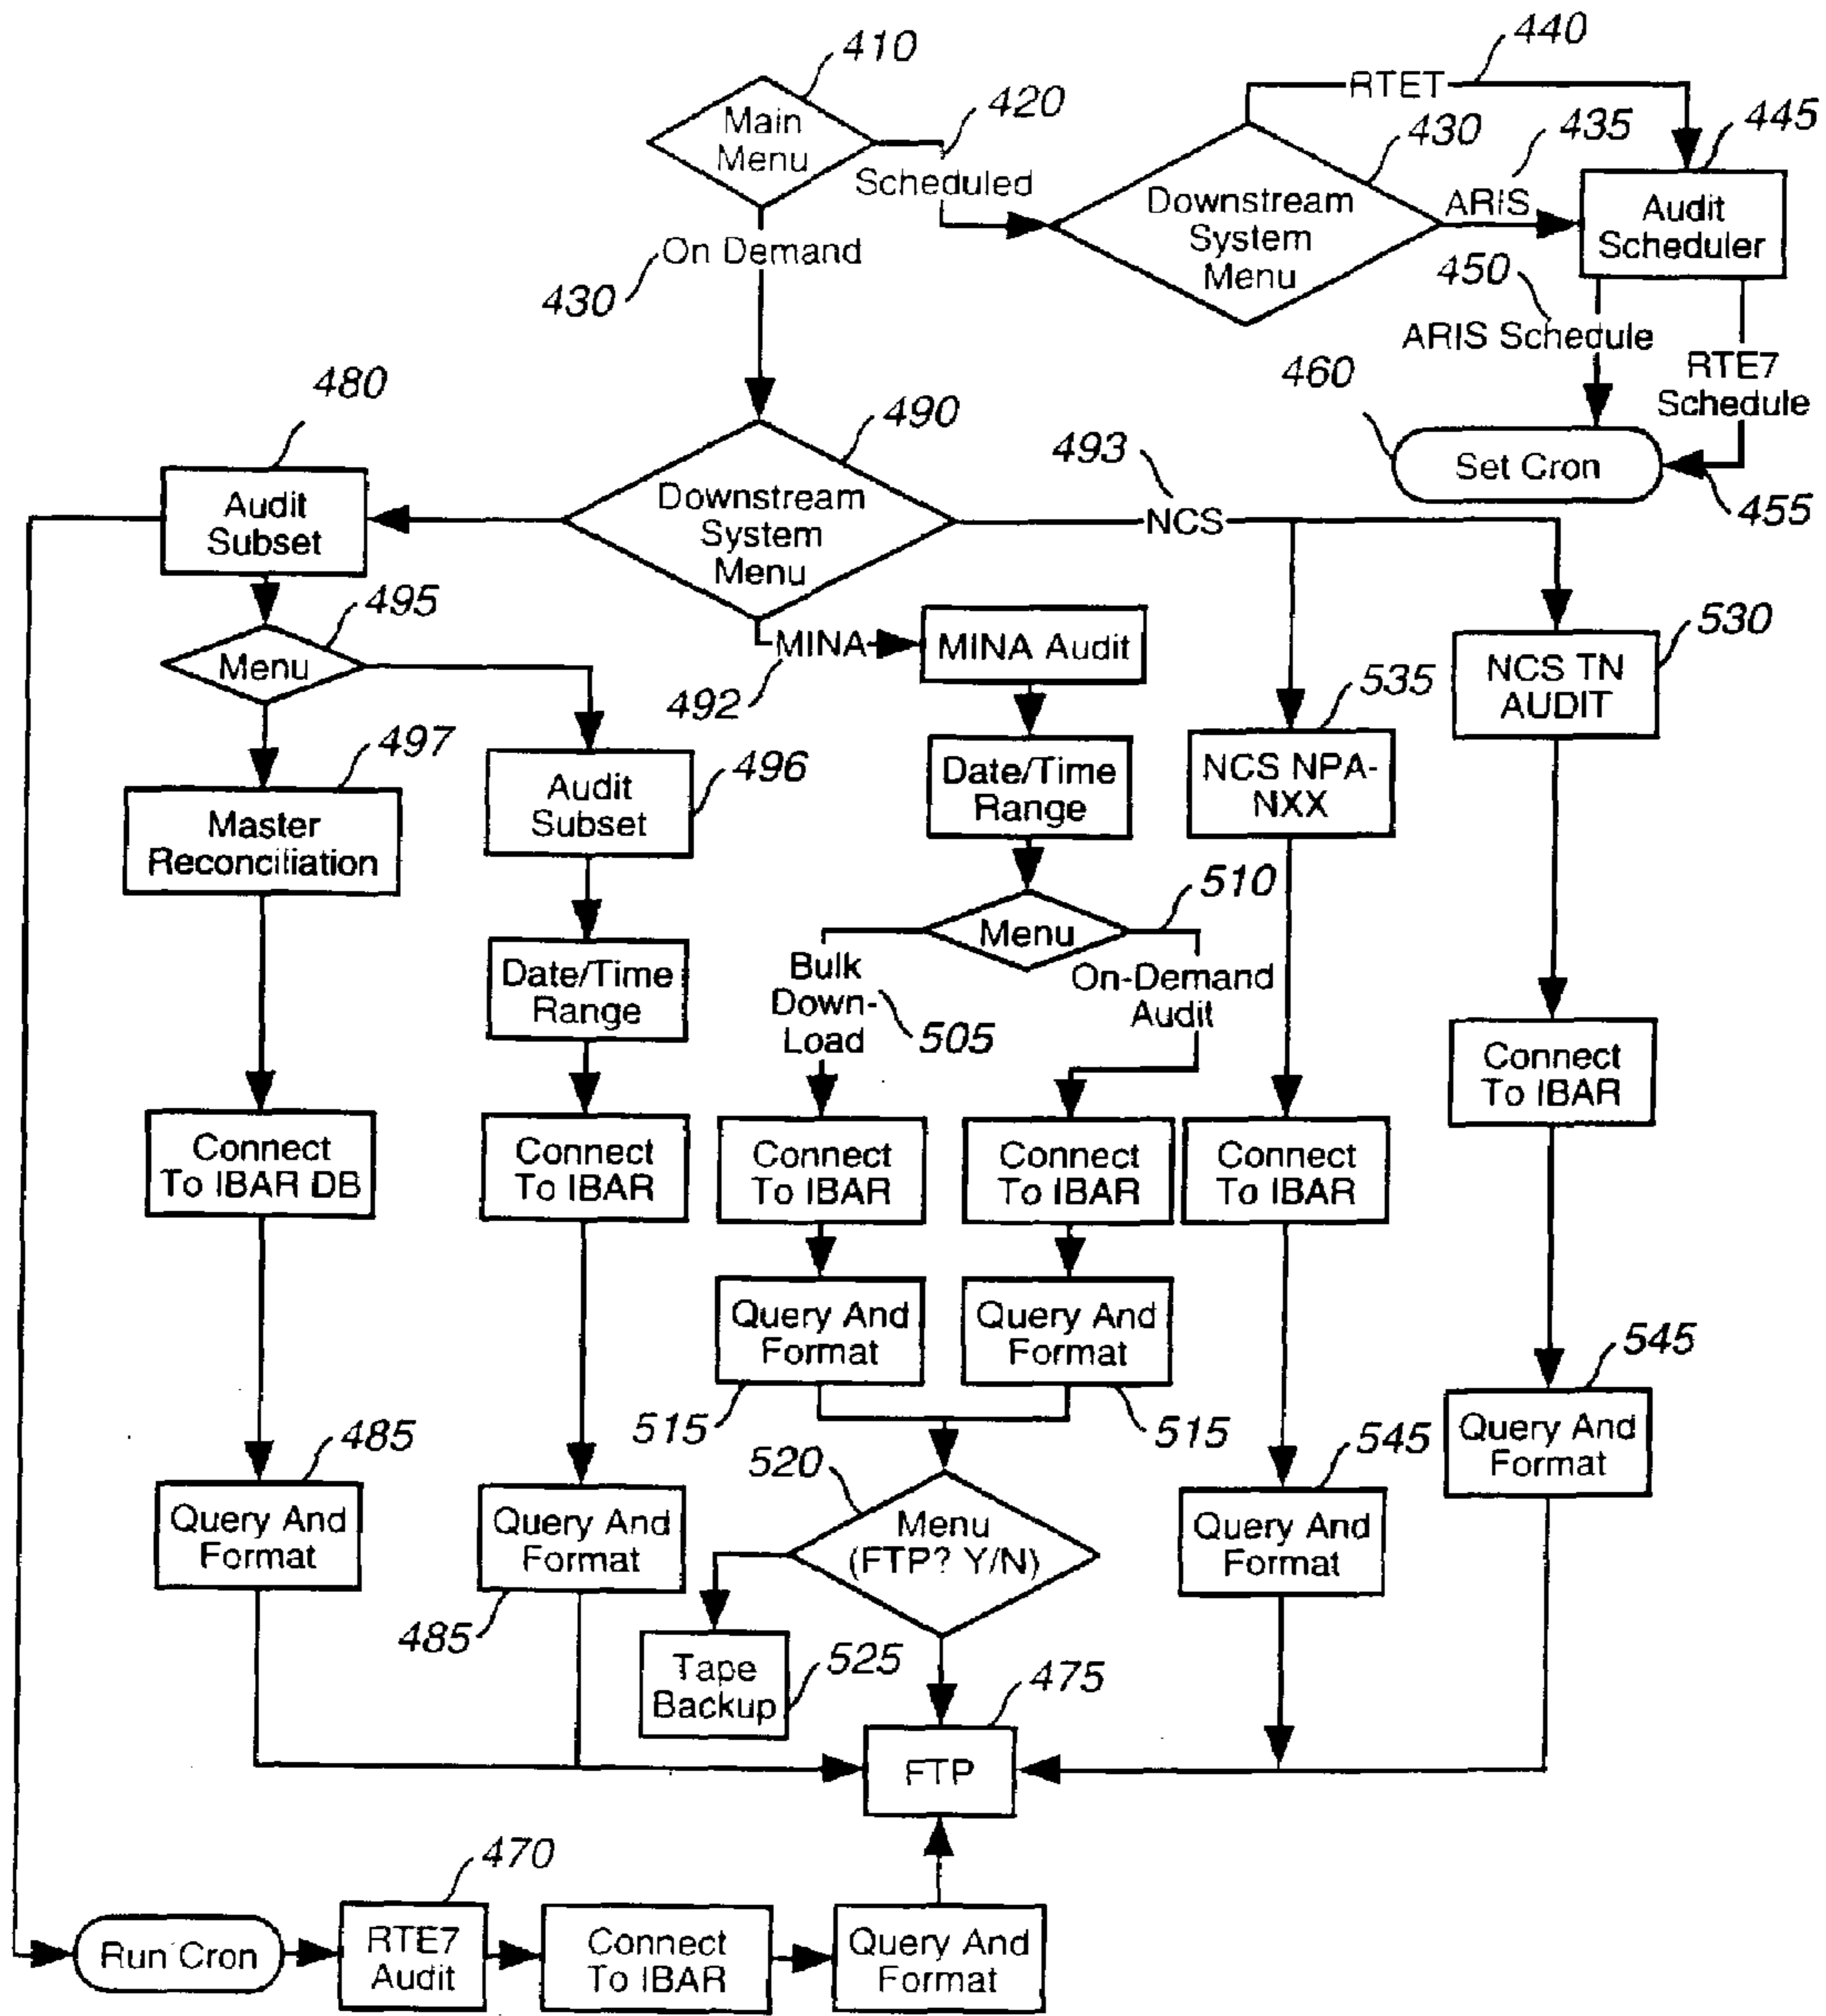 410
Main
Menu
420
Scheduled
On Demand
430
440
RTET
430
435
ARIS
445
Downstream
System
Menu
Audit
Scheduler
450
ARIS Schedule
RTE7
Schedule
460
Set Cron
455
480
Audit
Subset
490
Downstream
System
Menu
493
NCS
495
Menu
MINA
492
MINA Audit
530
NCS TN
AUDIT
535
NCS NPA-
NXX
497
Master
Reconciliation
496
Audit
Subset
Date/Time
Range
510
Menu
Date/Time
Range
Bulk
Down-
Load
505
On-Demand
Audit
Connect
To IBAR
Connect
To IBAR DB
Connect
To IBAR
Connect
To IBAR
Connect
To IBAR
Connect
To IBAR
Query And
Format
Query And
Format
515
515
545
Query And
Format
545
Query And
Format
485
Query And
Format
485
Query And
Format
520
Menu
(FTP? Y/N)
Tape
Backup
525
475
FTP
470
Run Cron
RTE7
Audit
Connect
To IBAR
Query And
Format